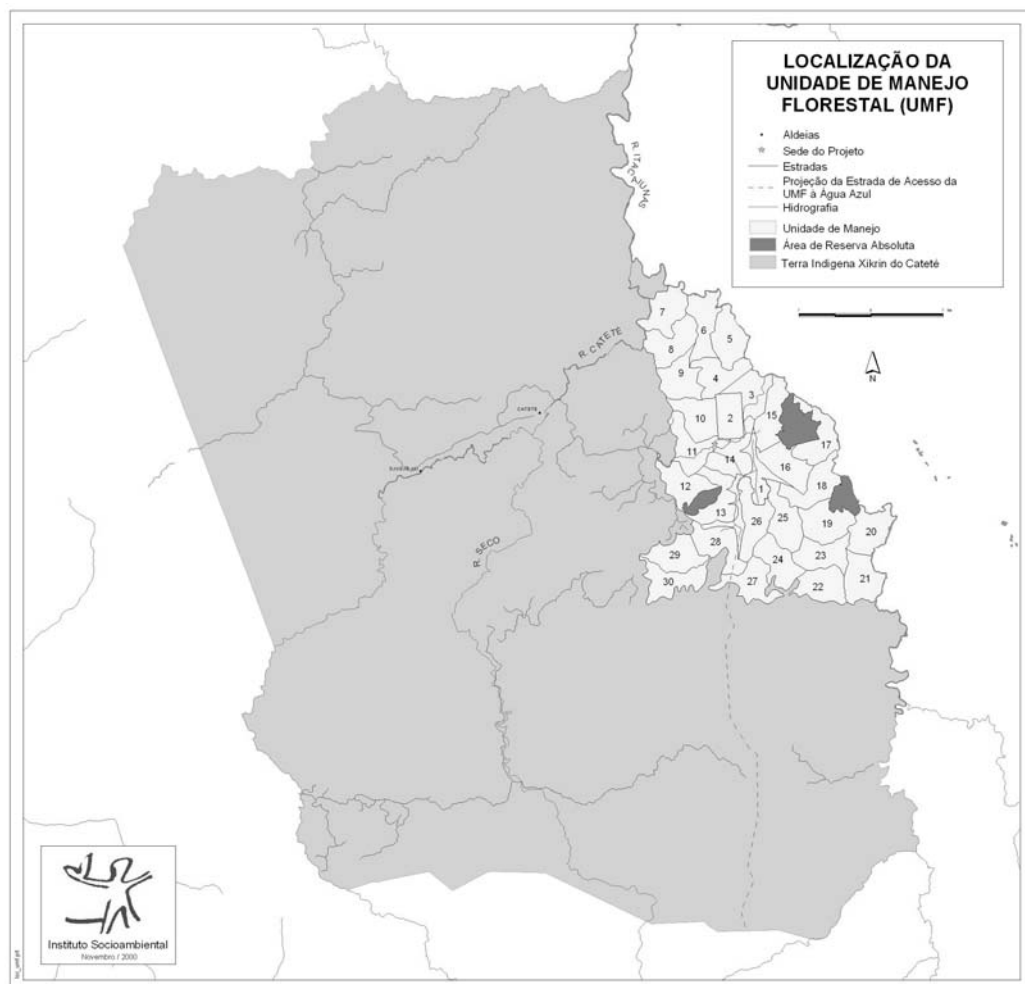 LOCALIZAÇÃO DA
UNIDADE DE MANEJO
FLORESTAL (UMF)
Aldeias
Sede do Projeto
Estradas
Projeção da Estrada de Acesso da
UMF à Água Azul
Hidrografia
Unidade de Manejo
Área de Reserva Absoluta
Terra Indígena Xikrin do Cateté
N
R. ITACAIUNAS
R. CATETE
CATETE
R. SECO
7
6
5
8
9
4
3
10
2
15
17
11
14
16
12
1
18
13
26
25
19
20
28
29
24
23
30
27
22
21
Instituto Socioambiental
Novembro / 2000